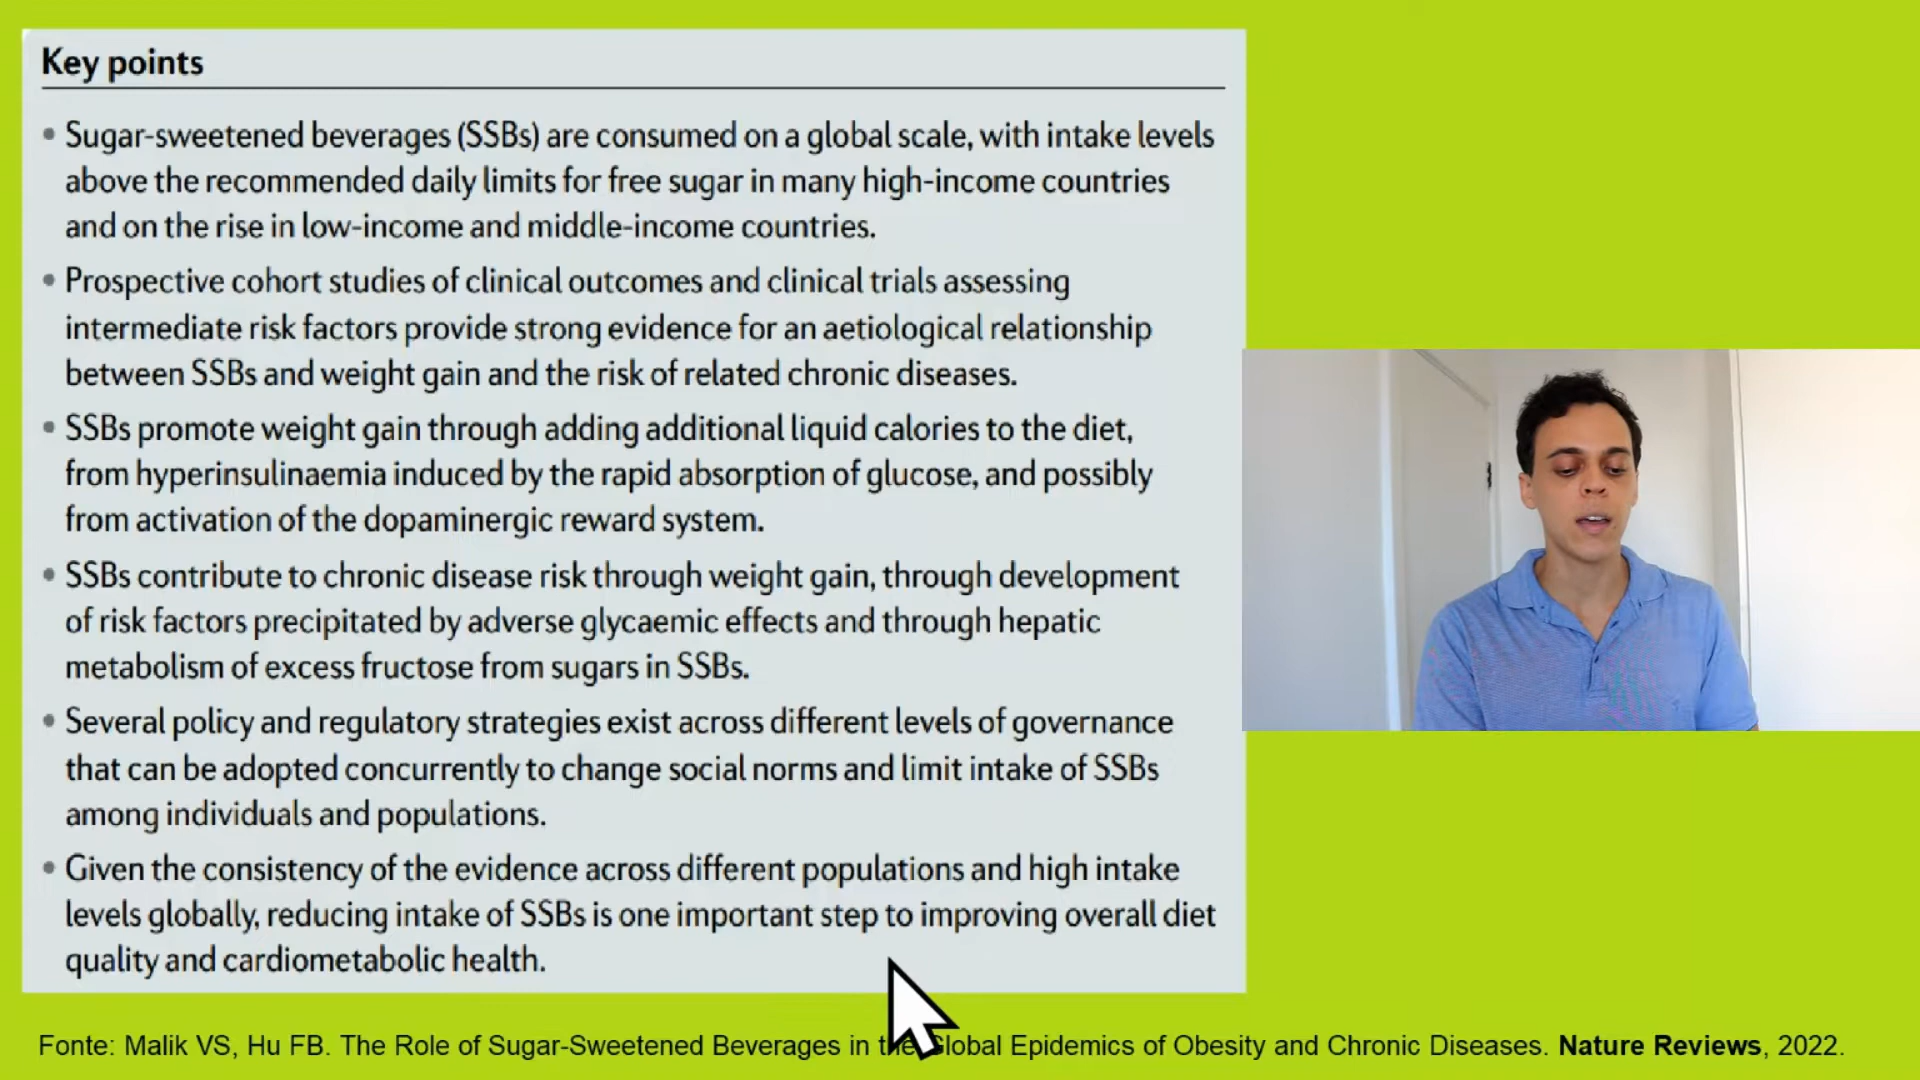 Key points
• Sugar-sweetened beverages (SSBs) are consumed on a global scale, with intake levels
above the recommended daily limits for free sugar in many high-income countries
and on the rise in low-income and middle-income countries.
• Prospective cohort studies of clinical outcomes and clinical trials assessing
intermediate risk factors provide strong evidence for an aetiological relationship
between SSBs and weight gain and the risk of related chronic diseases.
• SSBs promote weight gain through adding additional liquid calories to the diet,
from hyperinsulinaemia induced by the rapid absorption of glucose, and possibly
from activation of the dopaminergic reward system.
• SSBs contribute to chronic disease risk through weight gain, through development
of risk factors precipitated by adverse glycaemic effects and through hepatic
metabolism of excess fructose from sugars in SSBs.
• Several policy and regulatory strategies exist across different levels of governance
that can be adopted concurrently to change social norms and limit intake of SSBs
among individuals and populations.
• Given the consistency of the evidence across different populations and high intake
levels globally, reducing intake of SSBs is one important step to improving overall diet
quality and cardiometabolic health.
Fonte: Malik VS, Hu FB. The Role of Sugar-Sweetened Beverages in the Global Epidemics of Obesity and Chronic Diseases. Nature Reviews, 2022.